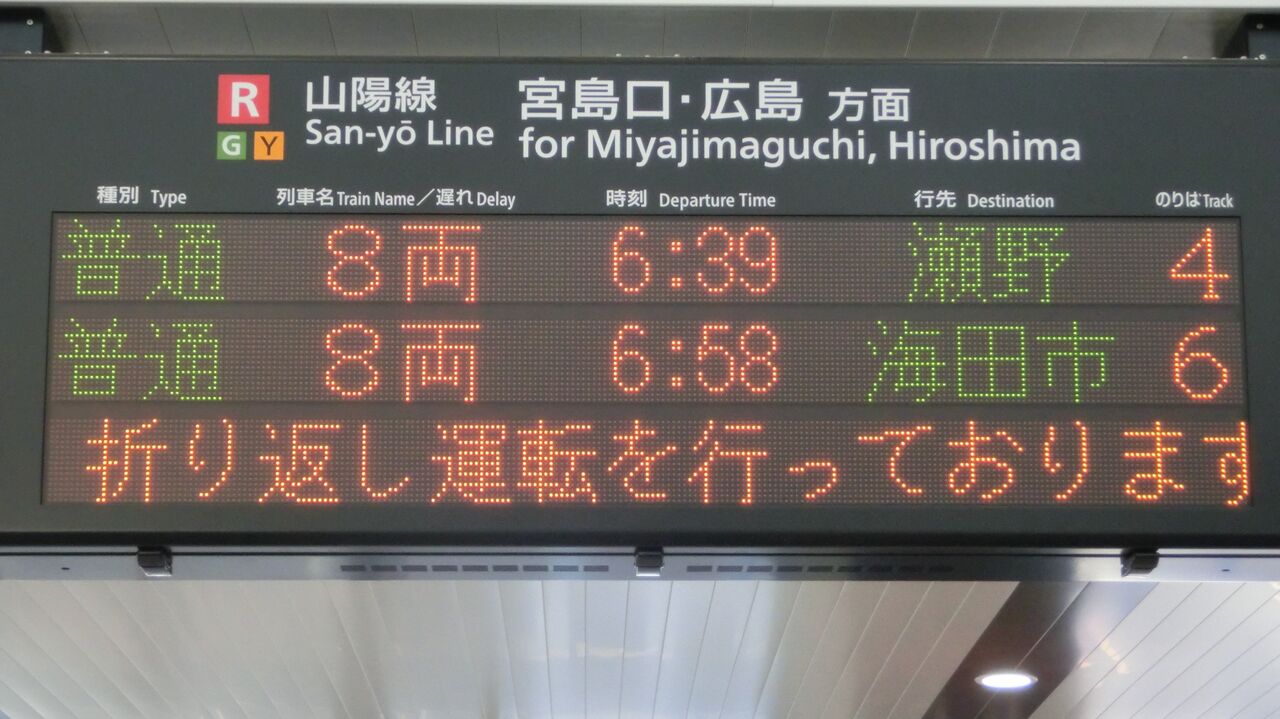 R 山陽線 宮島口・広島 方面
G Y San-yō Line for Miyajimaguchi, Hiroshima
種別 Type 列車名 Train Name／遅れ Delay 時刻 Departure Time 行先 Destination のりば Track
普通 8両 6:39 瀬野 4
普通 8両 6:58 海田市 6
折り返し運転を行っております